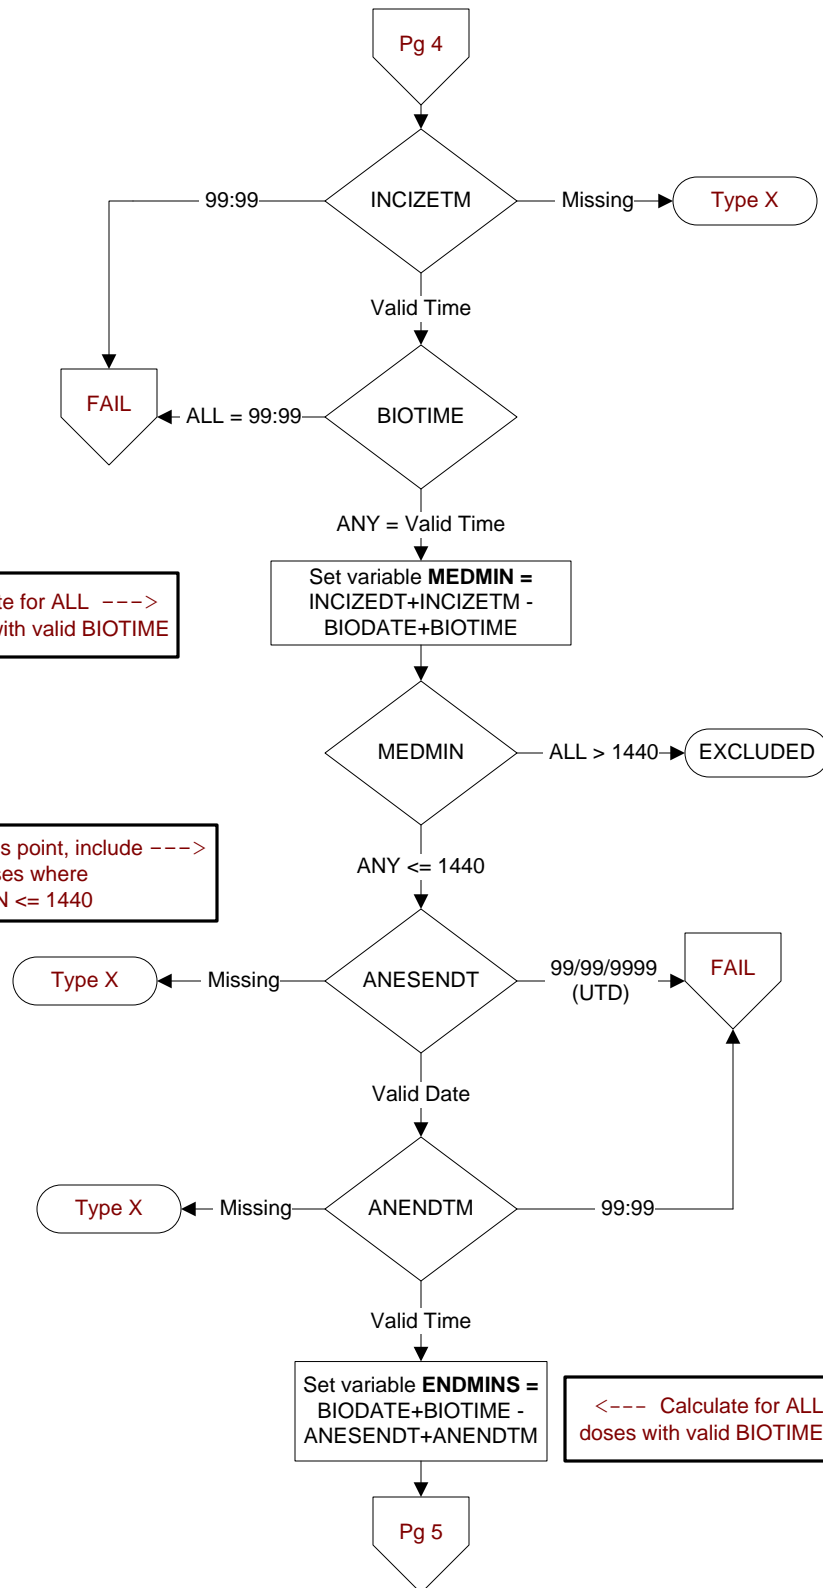 Pg 4
INCIZETM
99:99
Missing
Type X
Valid Time
FAIL
ALL = 99:99
BIOTIME
ANY = Valid Time
for ALL --->
with valid BIOTIME
Set variable MEDMIN =
INCIZEDT+INCIZETM -
BIODATE+BIOTIME
MEDMIN
ALL > 1440
EXCLUDED
point, include --->
where
<= 1440
ANY <= 1440
Type X
Missing
ANESENDT
99/99/9999
(UTD)
FAIL
Valid Date
Type X
Missing
ANENDTM
99:99
Valid Time
Set variable ENDMINS =
BIODATE+BIOTIME -
ANESENDT+ANENDTM
<--- Calculate for ALL
doses with valid BIOTIME
Pg 5